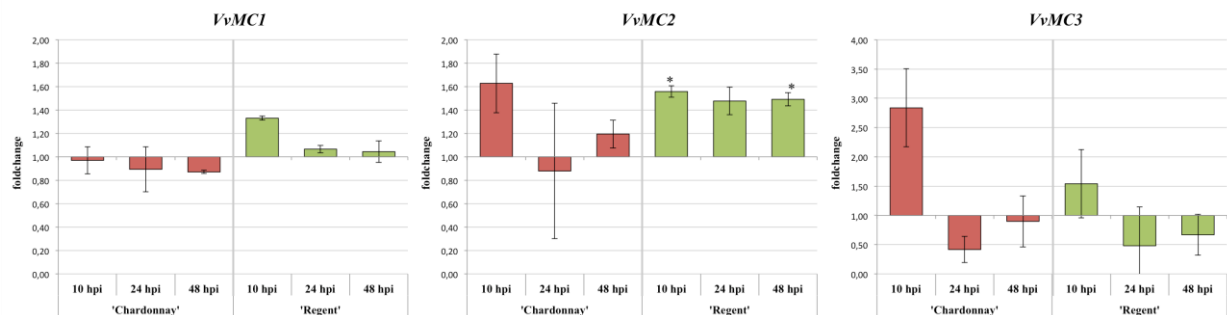 VvMC1
2,00
1,80
1,60
1,40
1,20
1,00
0,80
0,60
0,40
0,20
0,00
foldchange
10 hpi 24 hpi 48 hpi 10 hpi 24 hpi 48 hpi
'Chardonnay' 'Regent'
VvMC2
2,00
1,80
1,60
1,40
1,20
1,00
0,80
0,60
0,40
0,20
0,00
foldchange
* *
10 hpi 24 hpi 48 hpi 10 hpi 24 hpi 48 hpi
'Chardonnay' 'Regent'
VvMC3
4,00
3,50
3,00
2,50
2,00
1,50
1,00
0,50
0,00
foldchange
10 hpi 24 hpi 48 hpi 10 hpi 24 hpi 48 hpi
'Chardonnay' 'Regent'